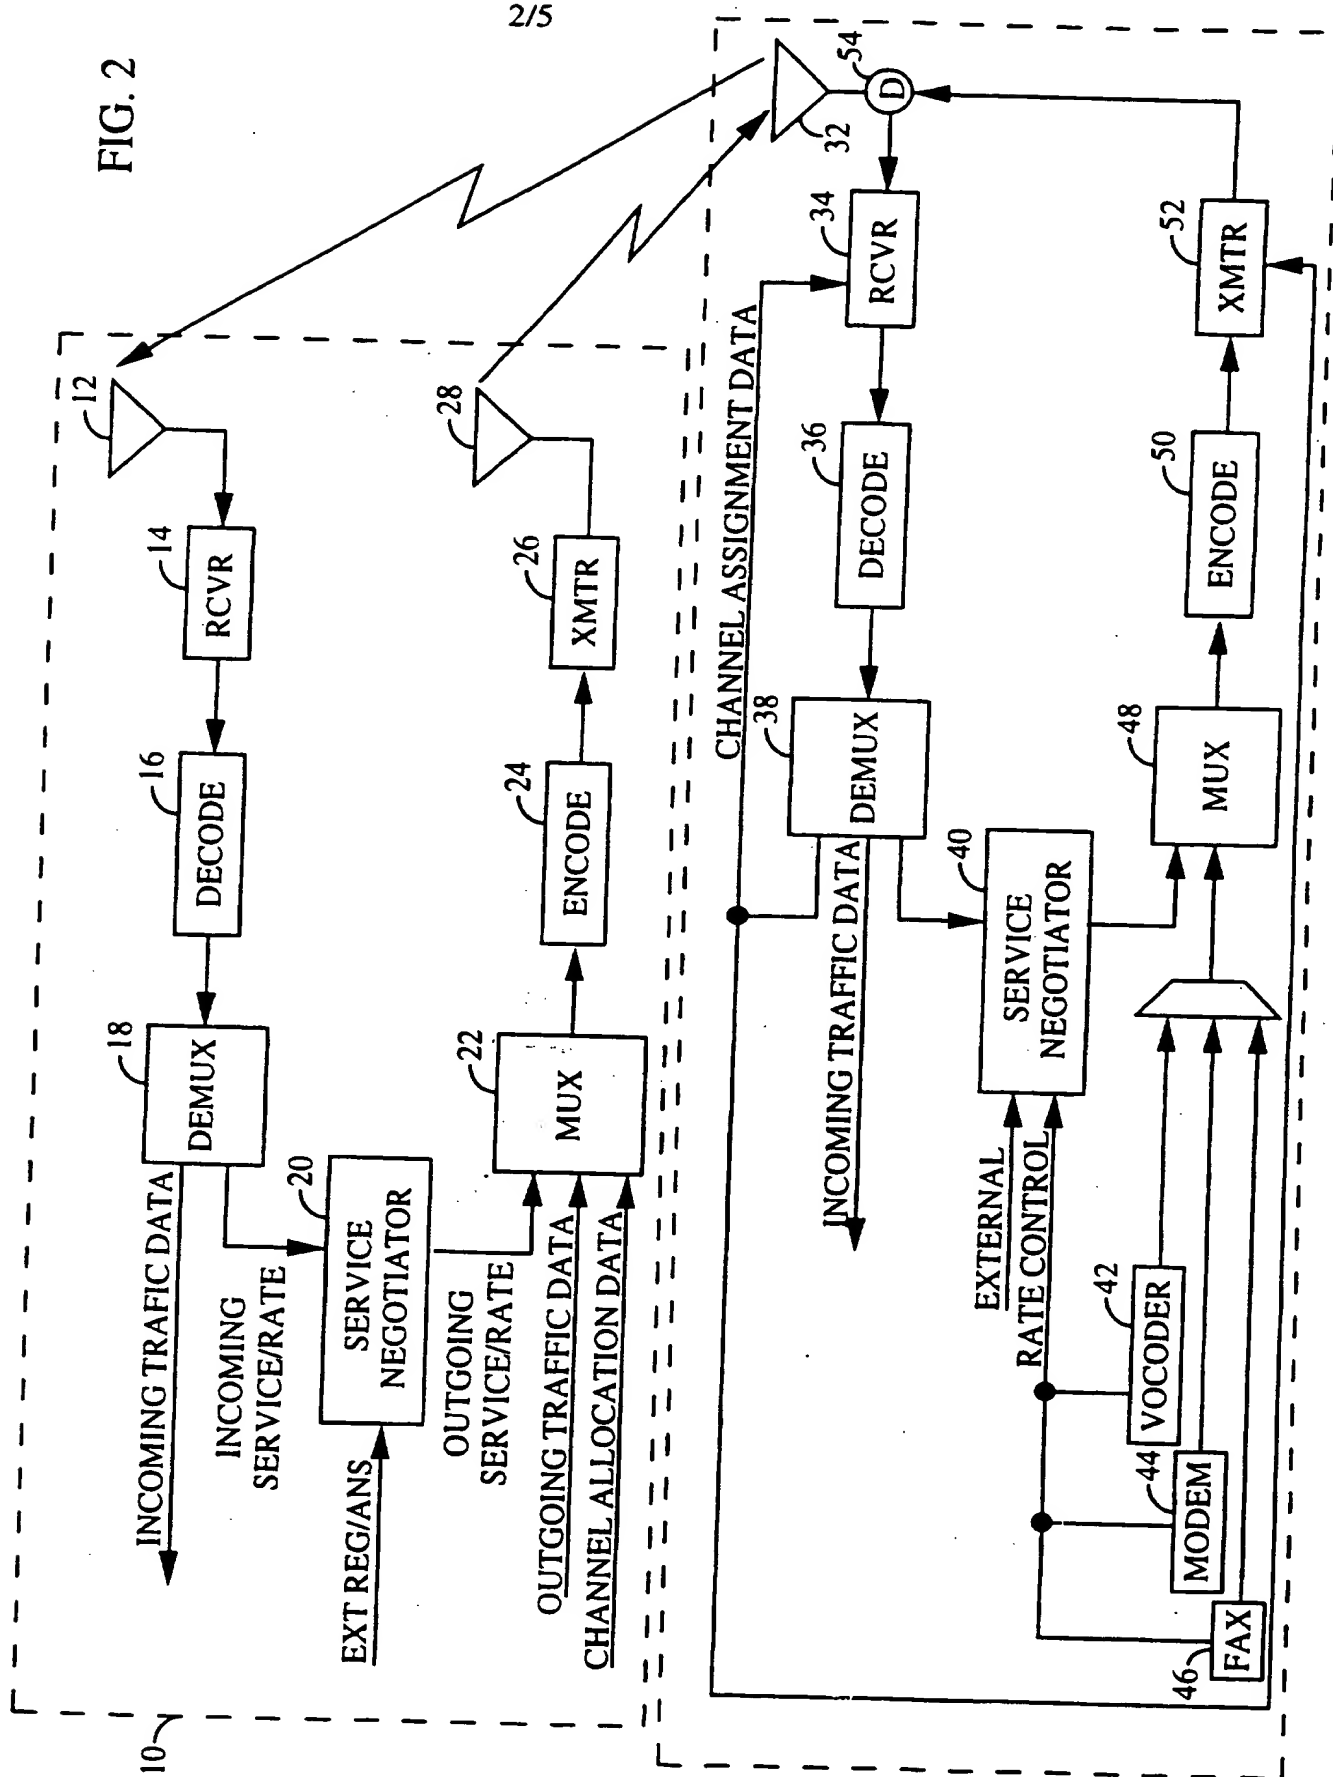 2/5
FIG. 2
12
RCVR
14
DECODE
16
DEMUX
18
INCOMING TRAFFIC DATA
INCOMING
SERVICE/RATE
SERVICE
NEGOTIATOR
20
EXT REG/ANS
OUTGOING
SERVICE/RATE
OUTGOING TRAFFIC DATA
CHANNEL ALLOCATION DATA
MUX
22
ENCODE
24
XMTR
26
28
10
32
D
54
RCVR
34
CHANNEL ASSIGNMENT DATA
DECODE
36
DEMUX
38
INCOMING TRAFFIC DATA
SERVICE
NEGOTIATOR
40
EXTERNAL
RATE CONTROL
VOCODER
42
MODEM
44
FAX
46
MUX
48
ENCODE
50
XMTR
52